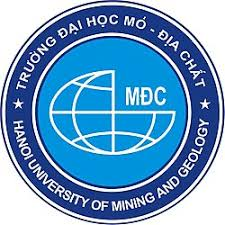 TRƯỜNG ĐẠI HỌC MỎ - ĐỊA CHẤT
MĐC
HANOI UNIVERSITY OF MINING AND GEOLOGY